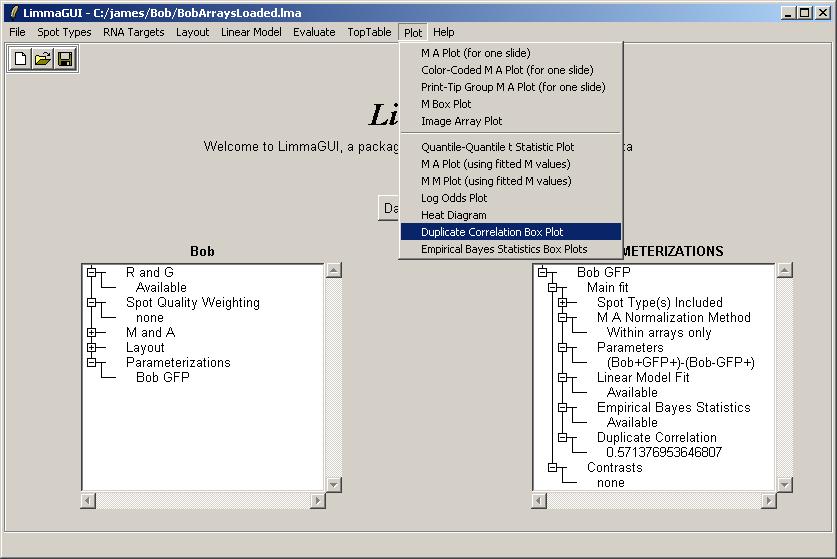 LimmaGUI - C:/james/Bob/BobArraysLoaded.lma
File Spot Types RNA Targets Layout Linear Model Evaluate TopTable Plot Help
M A Plot (for one slide)
Color-Coded M A Plot (for one slide)
Print-Tip Group M A Plot (for one slide)
M Box Plot
Image Array Plot
Quantile-Quantile t Statistic Plot
M A Plot (using fitted M values)
M M Plot (using fitted M values)
Log Odds Plot
Heat Diagram
Duplicate Correlation Box Plot
Empirical Bayes Statistics Box Plots
Li
Welcome to LimmaGUI, a packag
ta
Da
Bob
R and G
Available
Spot Quality Weighting
none
M and A
Layout
Parameterizations
Bob GFP
METERIZATIONS
Bob GFP
Main fit
Spot Type(s) Included
M A Normalization Method
Within arrays only
Parameters
(Bob+GFP+)-(Bob-GFP+)
Linear Model Fit
Available
Empirical Bayes Statistics
Available
Duplicate Correlation
0.571376953646807
Contrasts
none